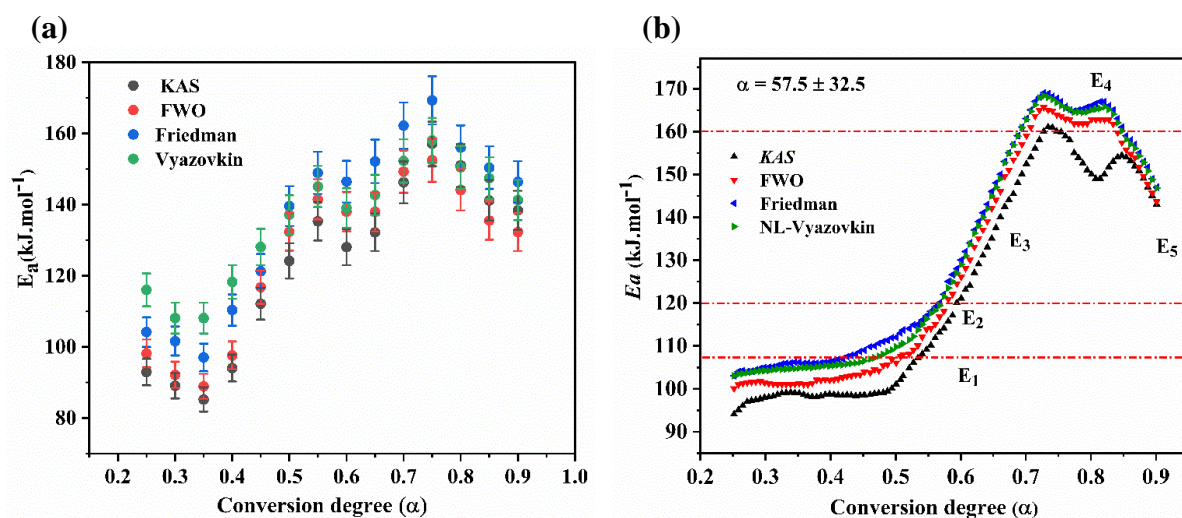 (a)
180
160
140
120
100
80
Eₐ(kJ.mol⁻¹)
KAS
FWO
Friedman
Vyazovkin
0.2 0.3 0.4 0.5 0.6 0.7 0.8 0.9 1.0
Conversion degree (α)
(b)
170
160
150
140
130
120
110
100
90
Ea (kJ.mol⁻¹)
α = 57.5 ± 32.5
KAS
FWO
Friedman
NL-Vyazovkin
E₄
E₃
E₅
E₂
E₁
0.2 0.3 0.4 0.5 0.6 0.7 0.8 0.9
Conversion degree (α)